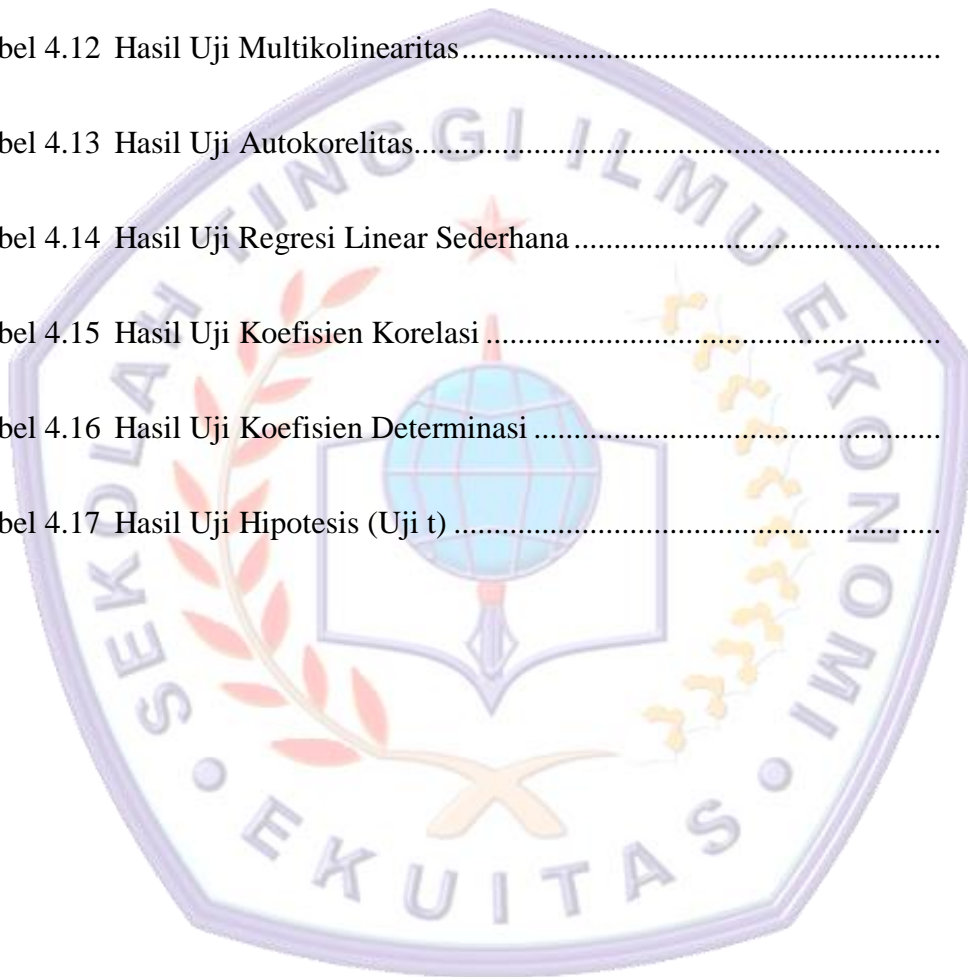 bel 4.12 Hasil Uji Multikolinearitas............................................................
bel 4.13 Hasil Uji Autokorelitas..................................................................
bel 4.14 Hasil Uji Regresi Linear Sederhana..............................................
bel 4.15 Hasil Uji Koefisien Korelasi.........................................................
bel 4.16 Hasil Uji Koefisien Determinasi...................................................
bel 4.17 Hasil Uji Hipotesis (Uji t).............................................................
SEKOLAH TINGGI ILMU EKONOMI
• EKUITAS •